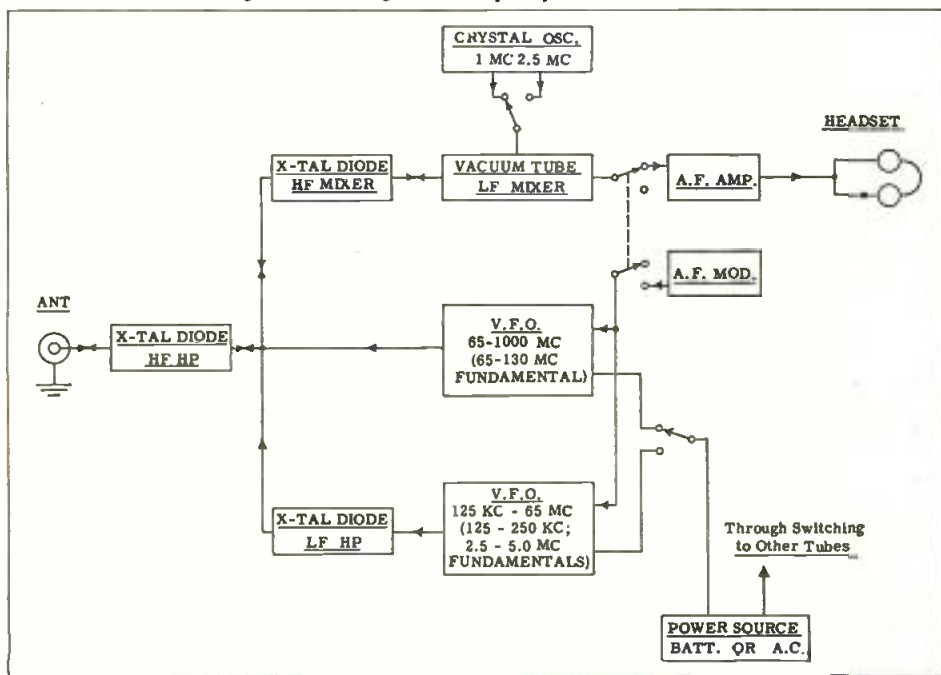 CRYSTAL OSC.
1 MC 2.5 MC
HEADSET
X-TAL DIODE
HF MIXER
VACUUM TUBE
LF MIXER
A.F. AMP.
A.F. MOD.
ANT
X-TAL DIODE
HF HP
V.F.O.
65-1000 MC
(65-130 MC
FUNDAMENTAL)
X-TAL DIODE
LF HP
V.F.O.
125 KC - 65 MC
(125 - 250 KC;
2.5 - 5.0 MC
FUNDAMENTALS)
Through Switching
to Other Tubes
POWER SOURCE
BATT. OR A.C.